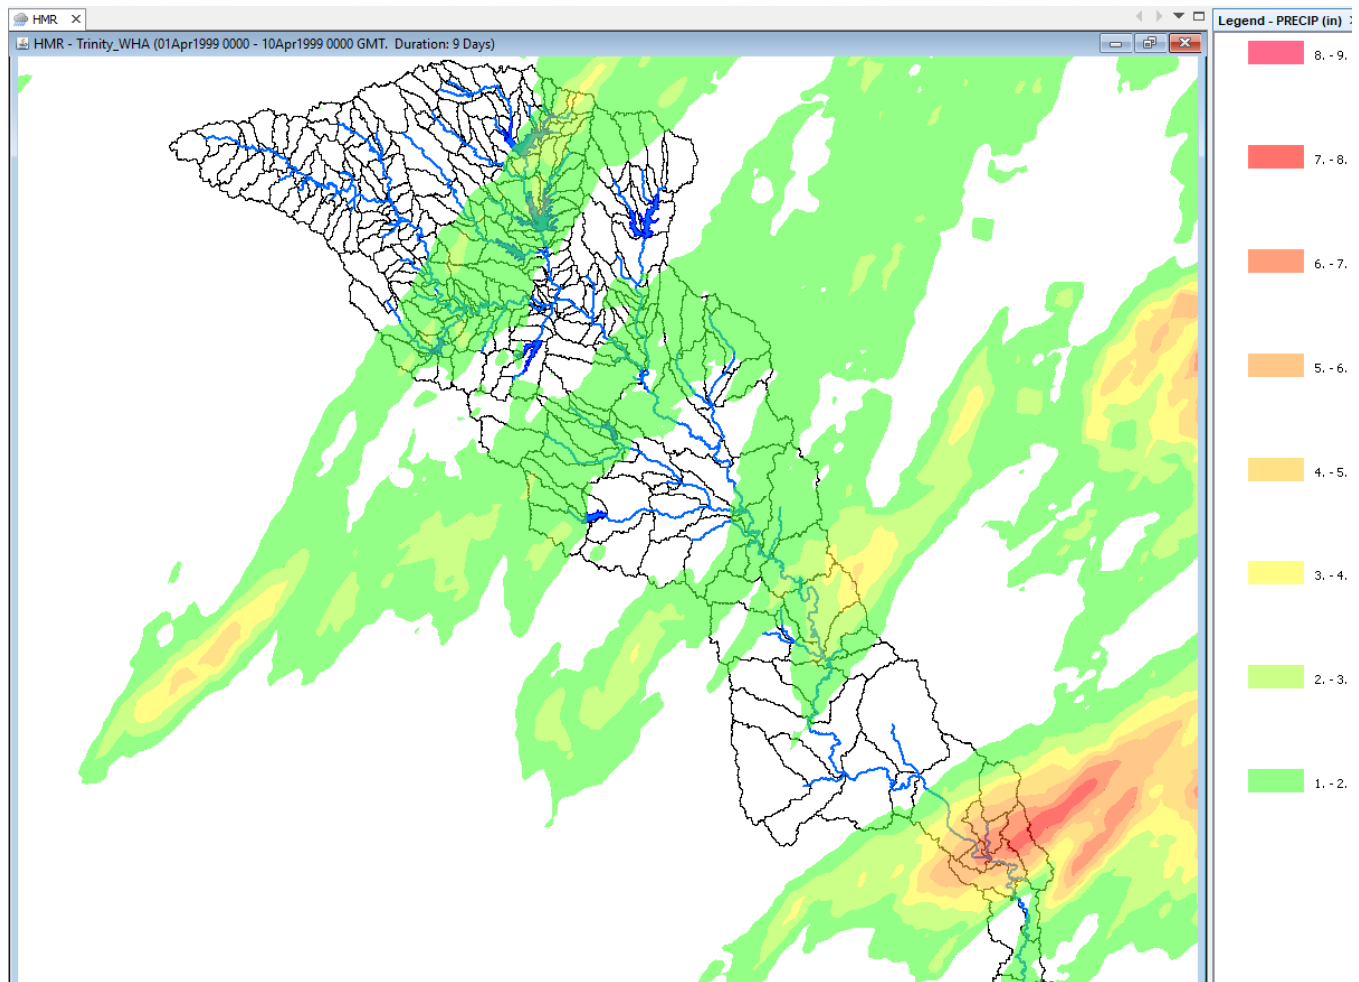 HMR
HMR - Trinity_WHA (01Apr1999 0000 - 10Apr1999 0000 GMT. Duration: 9 Days)
Legend - PRECIP (in)
8. - 9.
7. - 8.
6. - 7.
5. - 6.
4. - 5.
3. - 4.
2. - 3.
1. - 2.